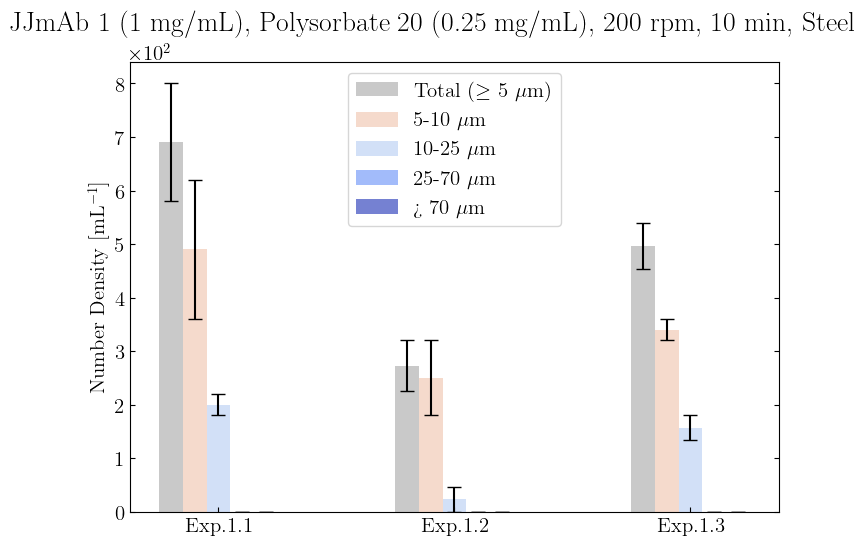 JJmAb 1 (1 mg/mL), Polysorbate 20 (0.25 mg/mL), 200 rpm, 10 min, Steel
×10²
Number Density [mL⁻¹]
8
7
6
5
4
3
2
1
0
Total (≥ 5 μm)
5-10 μm
10-25 μm
25-70 μm
¿ 70 μm
Exp.1.1
Exp.1.2
Exp.1.3